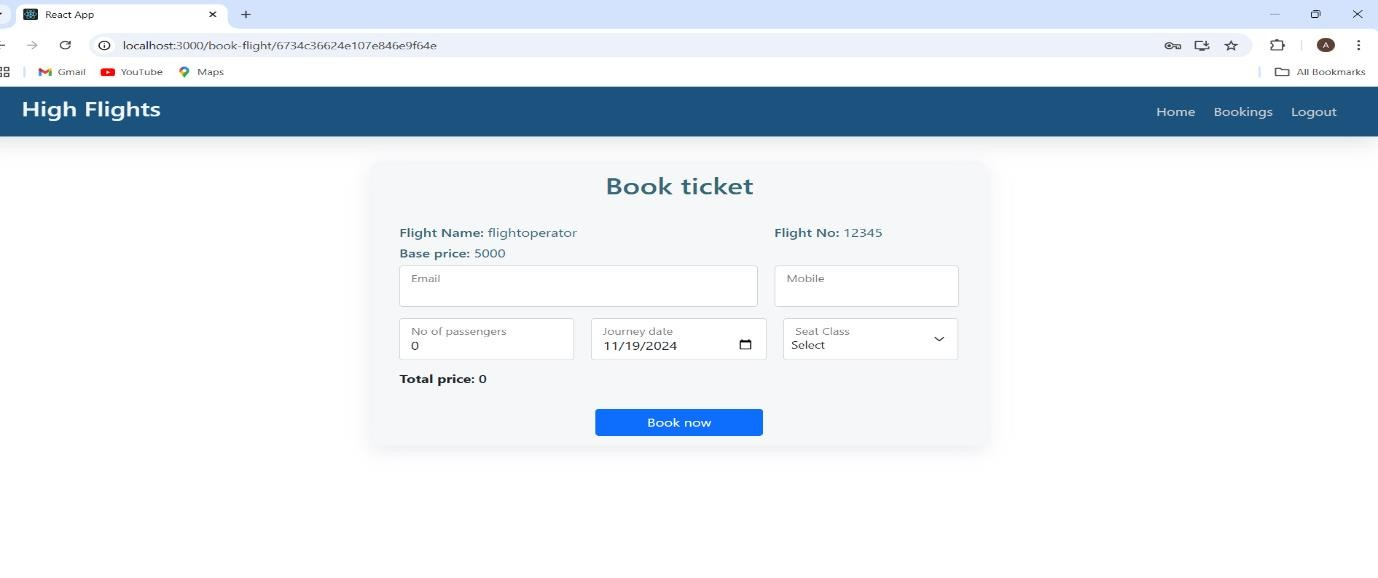 React App
localhost:3000/book-flight/6734c36624e107e846e9f64e
A
Gmail YouTube Maps All Bookmarks
High Flights Home Bookings Logout
Book ticket
Flight Name: flightoperator Flight No: 12345
Base price: 5000
Email Mobile
No of passengers Journey date Seat Class
0 11/19/2024 Select
Total price: 0
Book now